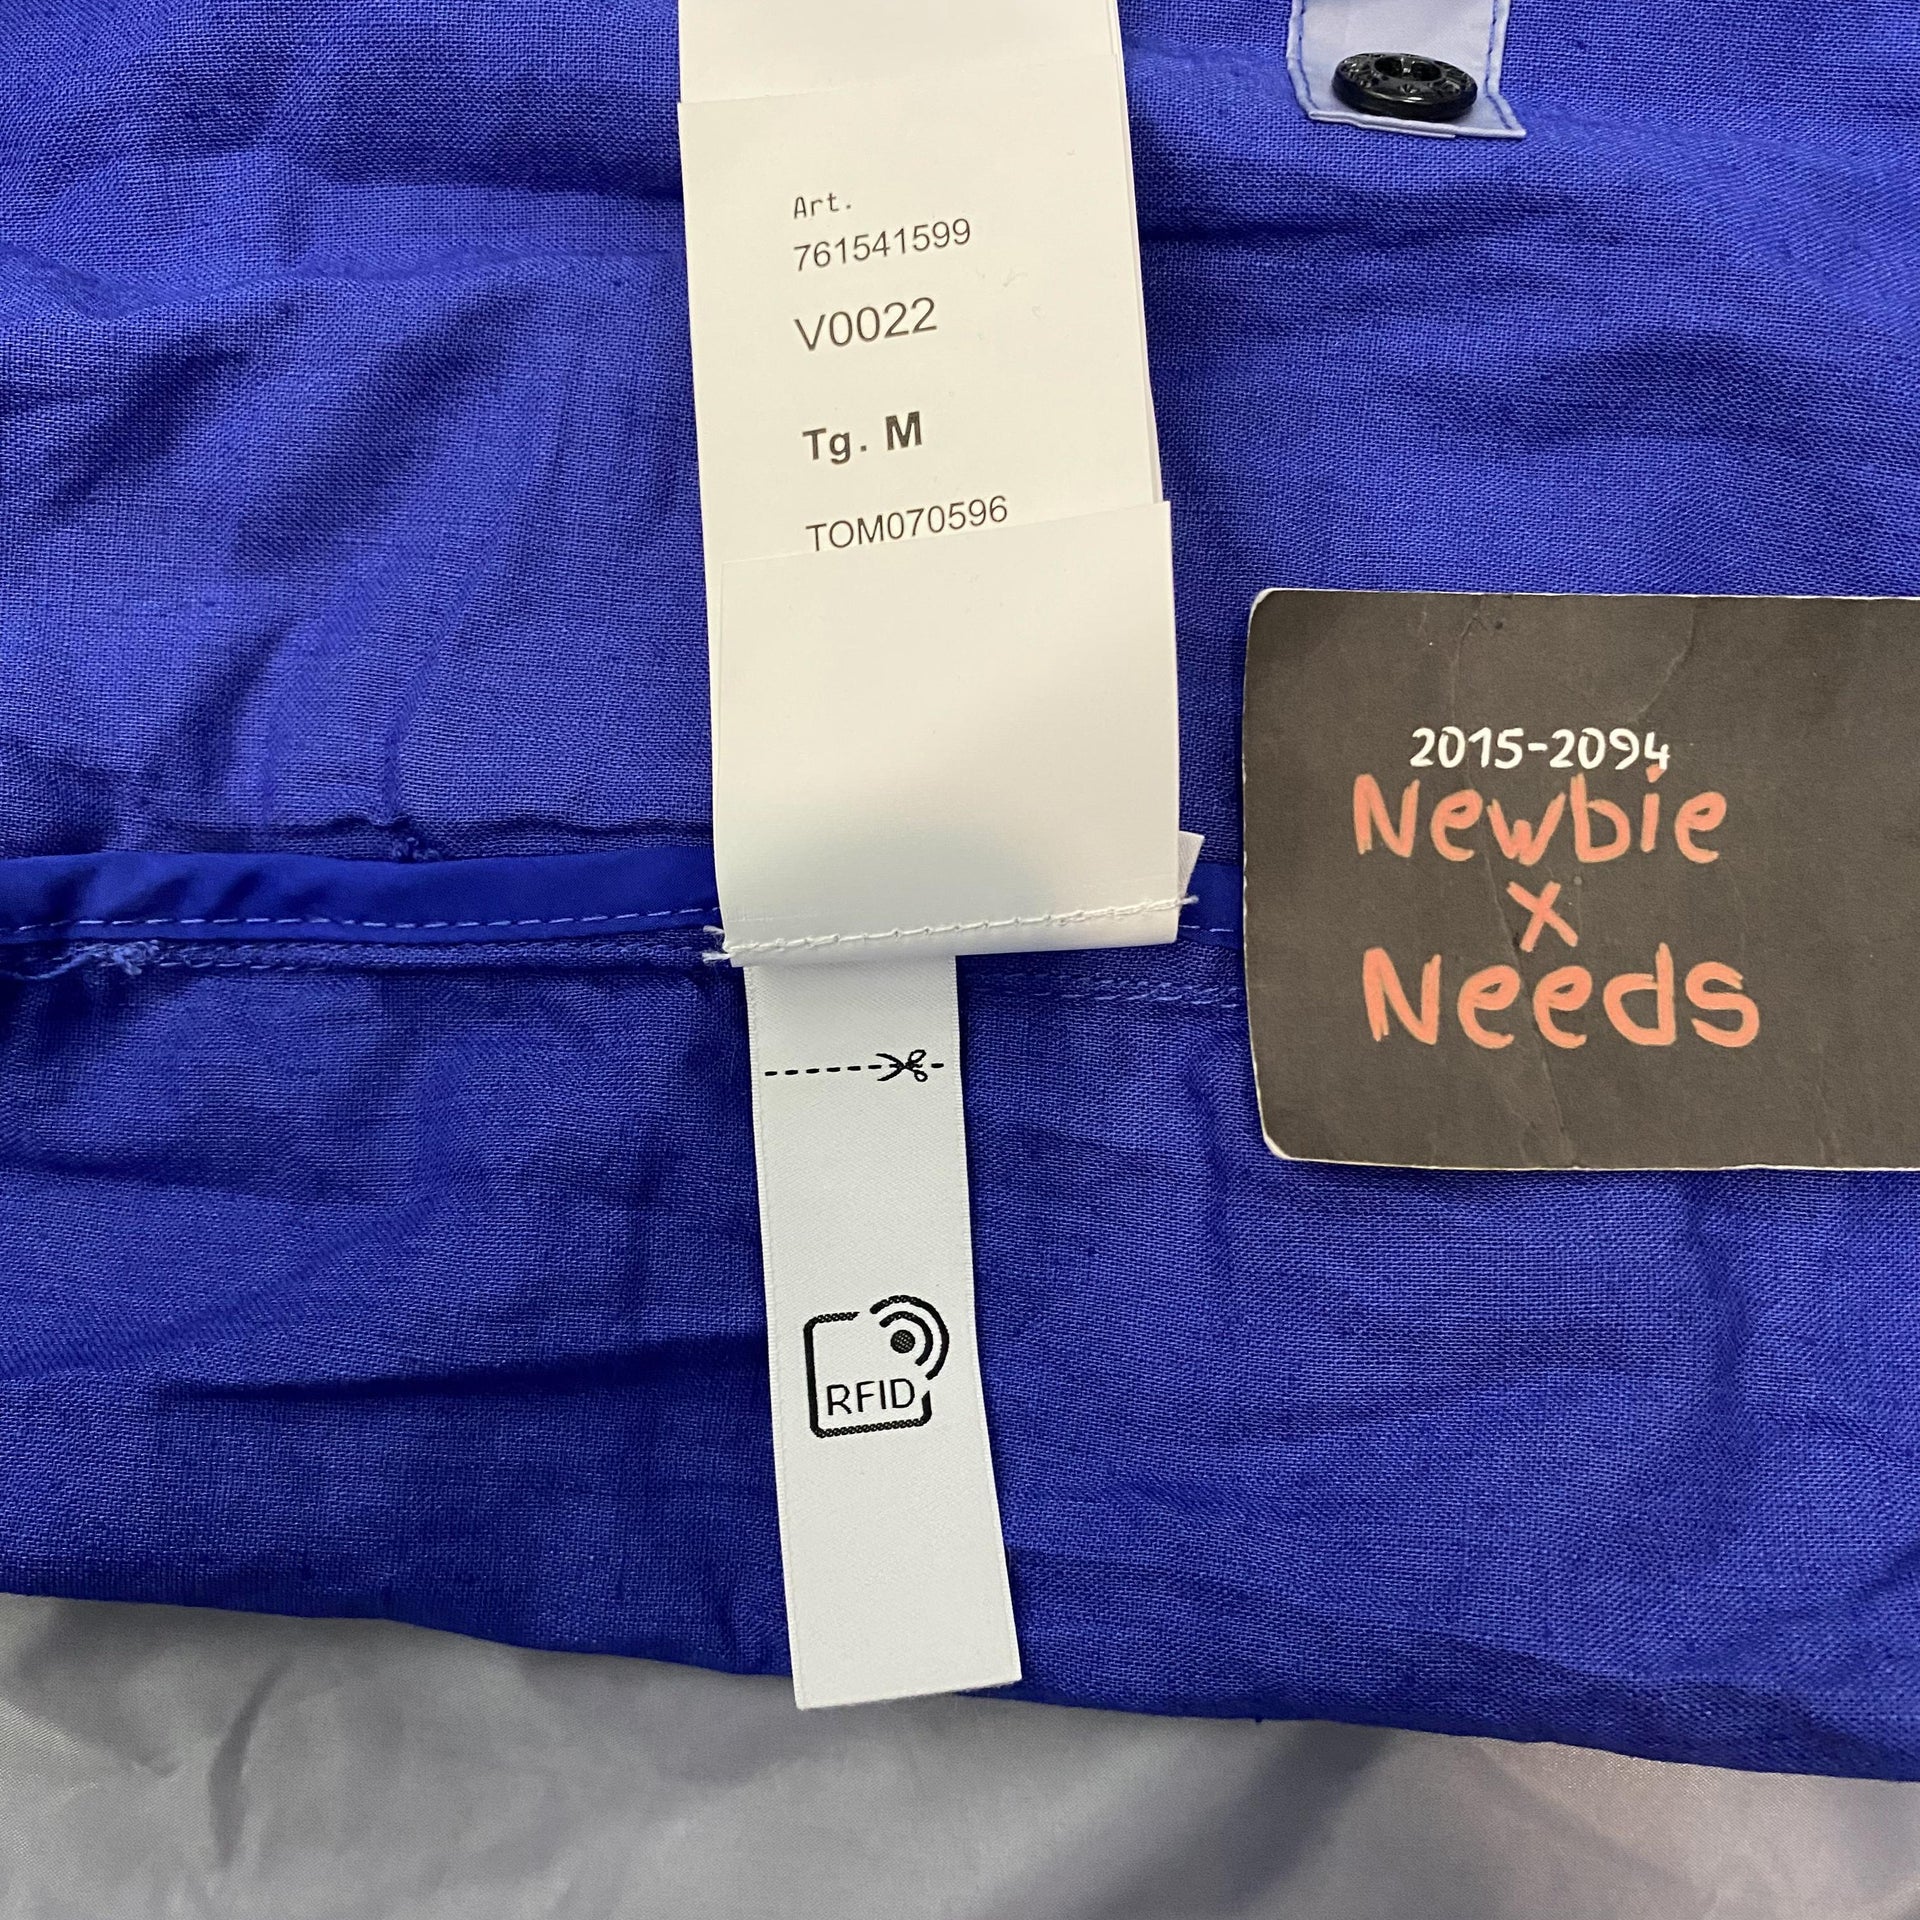 Art.
761541599
V0022
Tg. M
TOM070596
2015-2094
Newbie
x
Needs
RFID